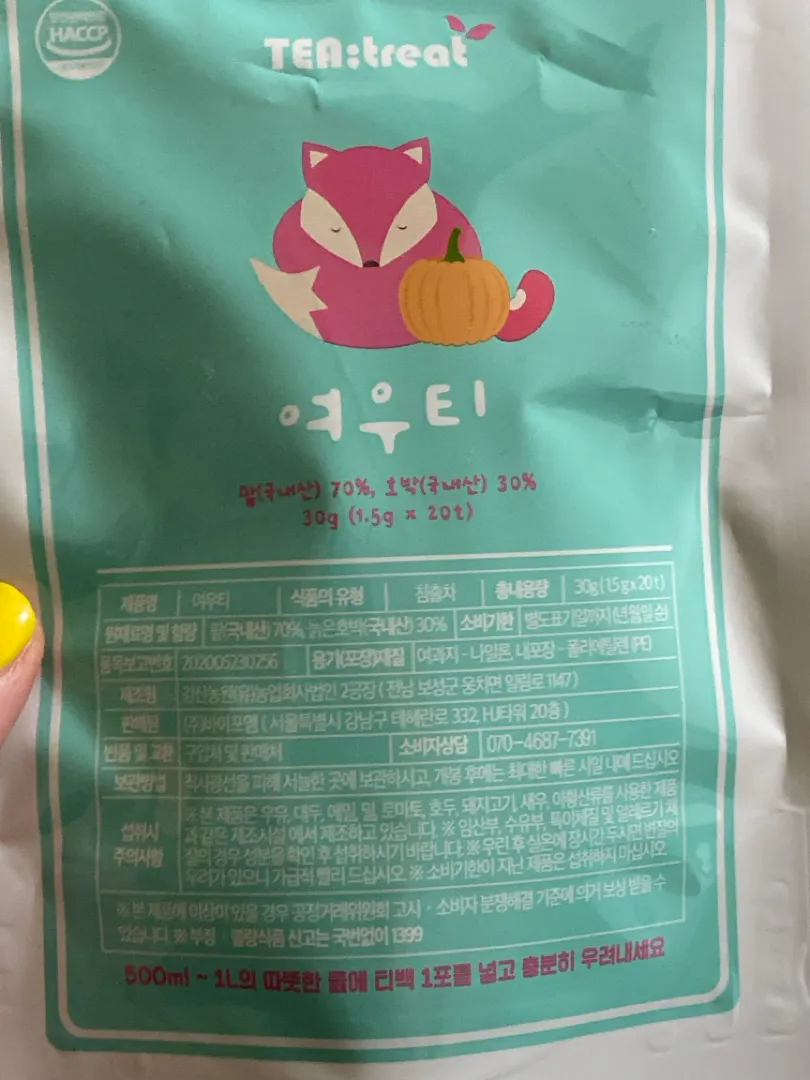 HACCP
TEA:treat
여우티
팥(국내산) 70%, 호박(국내산) 30%
30g (1.5g × 20t)
제품명 여우티 식품의 유형 침출차 총내용량 30g(1.5g×20t)
원재료명 및 함량 팥(국내산) 70%, 늙은호박(국내산) 30% 소비기한 별도표기일까지(년월일 순)
품목보고번호 202005230256 용기(포장)재질 여과지-나일론, 내포장-폴리에틸렌(PE)
제조원 강산농원(유)농업회사법인 2공장 (전남 보성군 웅치면 일림로 1147)
판매원 (주)바이포엠 (서울특별시 강남구 테헤란로 332, HJ타워 20층)
반품 및 교환 구입처 및 판매처 소비자상담 070-4687-7391
보관방법 직사광선을 피해 서늘한 곳에 보관하시고, 개봉 후에는 최대한 빠른 시일 내에 드십시오
섭취시 주의사항
※ 본 제품은 우유, 대두, 메밀, 밀, 토마토, 호두, 돼지고기, 새우, 아황산류를 사용한 제품
과 같은 제조시설에서 제조하고 있습니다. ※ 임산부, 수유부, 특이체질 및 알레르기 체
질의 경우 성분을 확인 후 섭취하시기 바랍니다. ※ 우린 후 실온에 장시간 두시면 변질의
우려가 있으니 가급적 빨리 드십시오 ※ 소비기한이 지난 제품은 섭취하지 마십시오
※ 본 제품에 이상이 있을 경우 공정거래위원회 고시·소비자 분쟁해결 기준에 의거 보상 받을 수
있습니다. ※ 부정·불량식품 신고는 국번없이 1399
500ml ~ 1L의 따뜻한 물에 티백 1포를 넣고 충분히 우려내세요